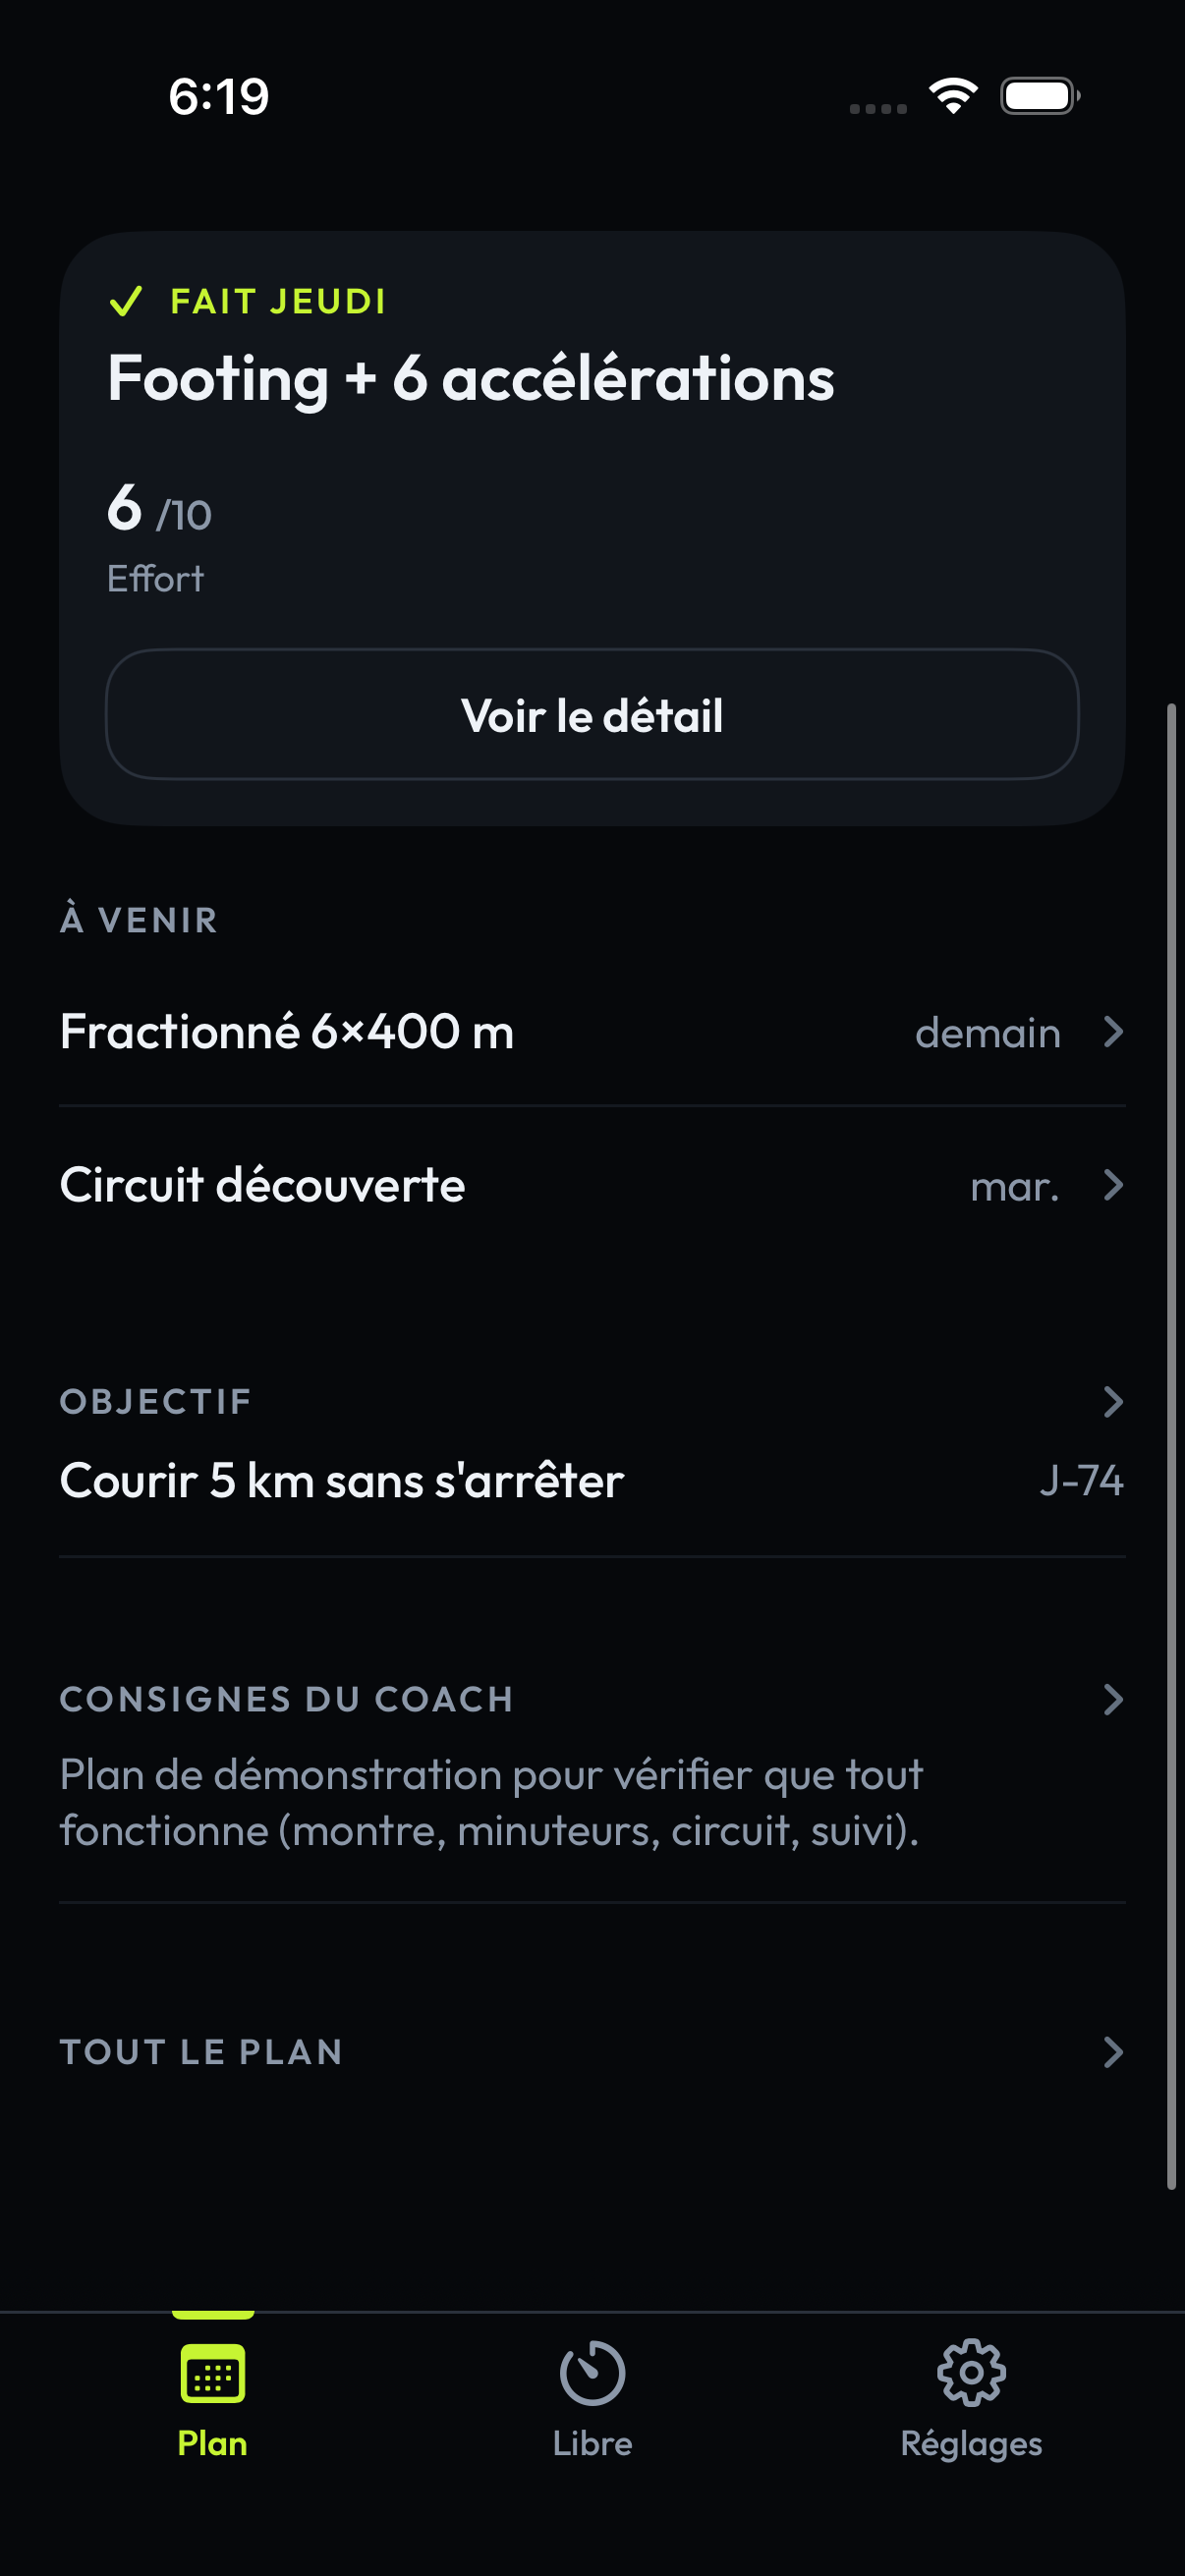 6:19
FAIT JEUDI
Footing + 6 accélérations
6 /10
Effort
Voir le détail
À VENIR
Fractionné 6×400 m demain
Circuit découverte mar.
OBJECTIF
Courir 5 km sans s'arrêter J-74
CONSIGNES DU COACH
Plan de démonstration pour vérifier que tout
fonctionne (montre, minuteurs, circuit, suivi).
TOUT LE PLAN
Plan Libre Réglages